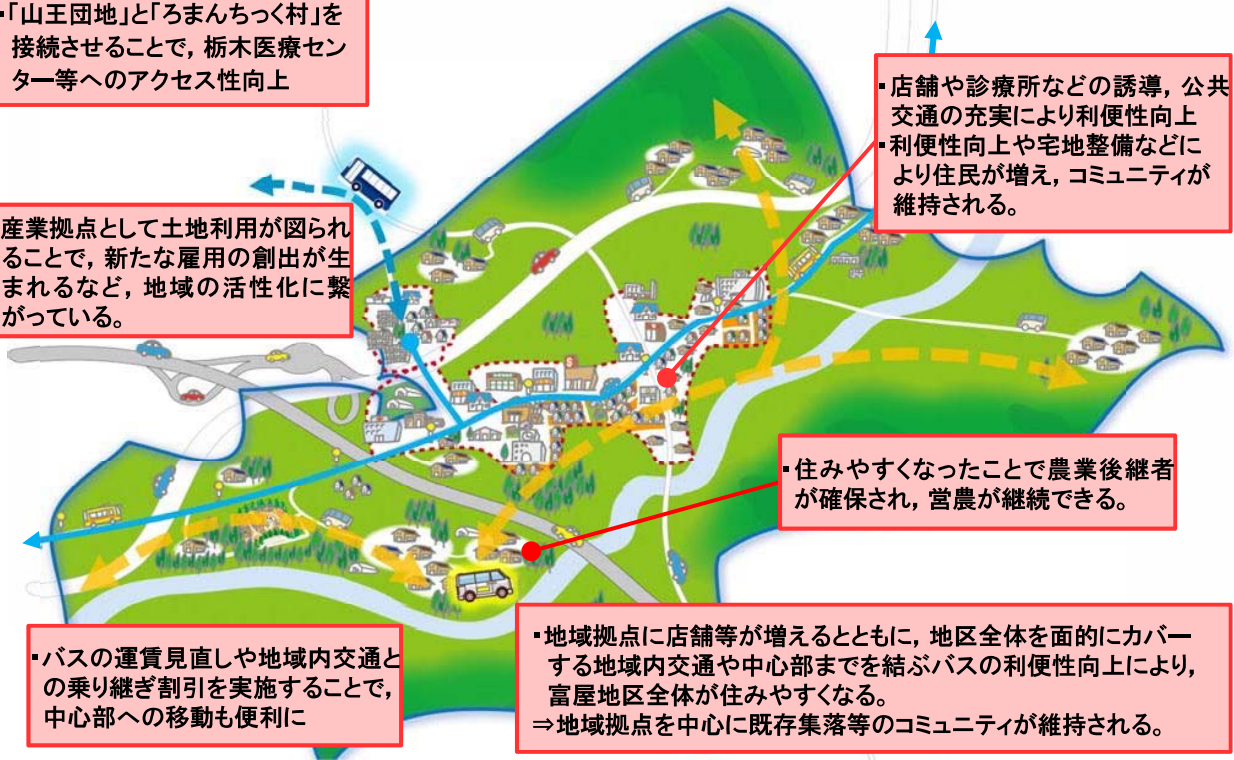 ▪「山王団地」と「ろまんちっく村」を
接続させることで，栃木医療セン
ター等へのアクセス性向上
▪店舗や診療所などの誘導，公共
交通の充実により利便性向上
▪利便性向上や宅地整備などに
より住民が増え，コミュニティが
維持される。
産業拠点として土地利用が図られ
ることで，新たな雇用の創出が生
まれるなど，地域の活性化に繋
がっている。
▪住みやすくなったことで農業後継者
が確保され，営農が継続できる。
▪バスの運賃見直しや地域内交通と
の乗り継ぎ割引を実施することで，
中心部への移動も便利に
▪地域拠点に店舗等が増えるとともに，地区全体を面的にカバー
する地域内交通や中心部までを結ぶバスの利便性向上により，
富屋地区全体が住みやすくなる。
⇒地域拠点を中心に既存集落等のコミュニティが維持される。